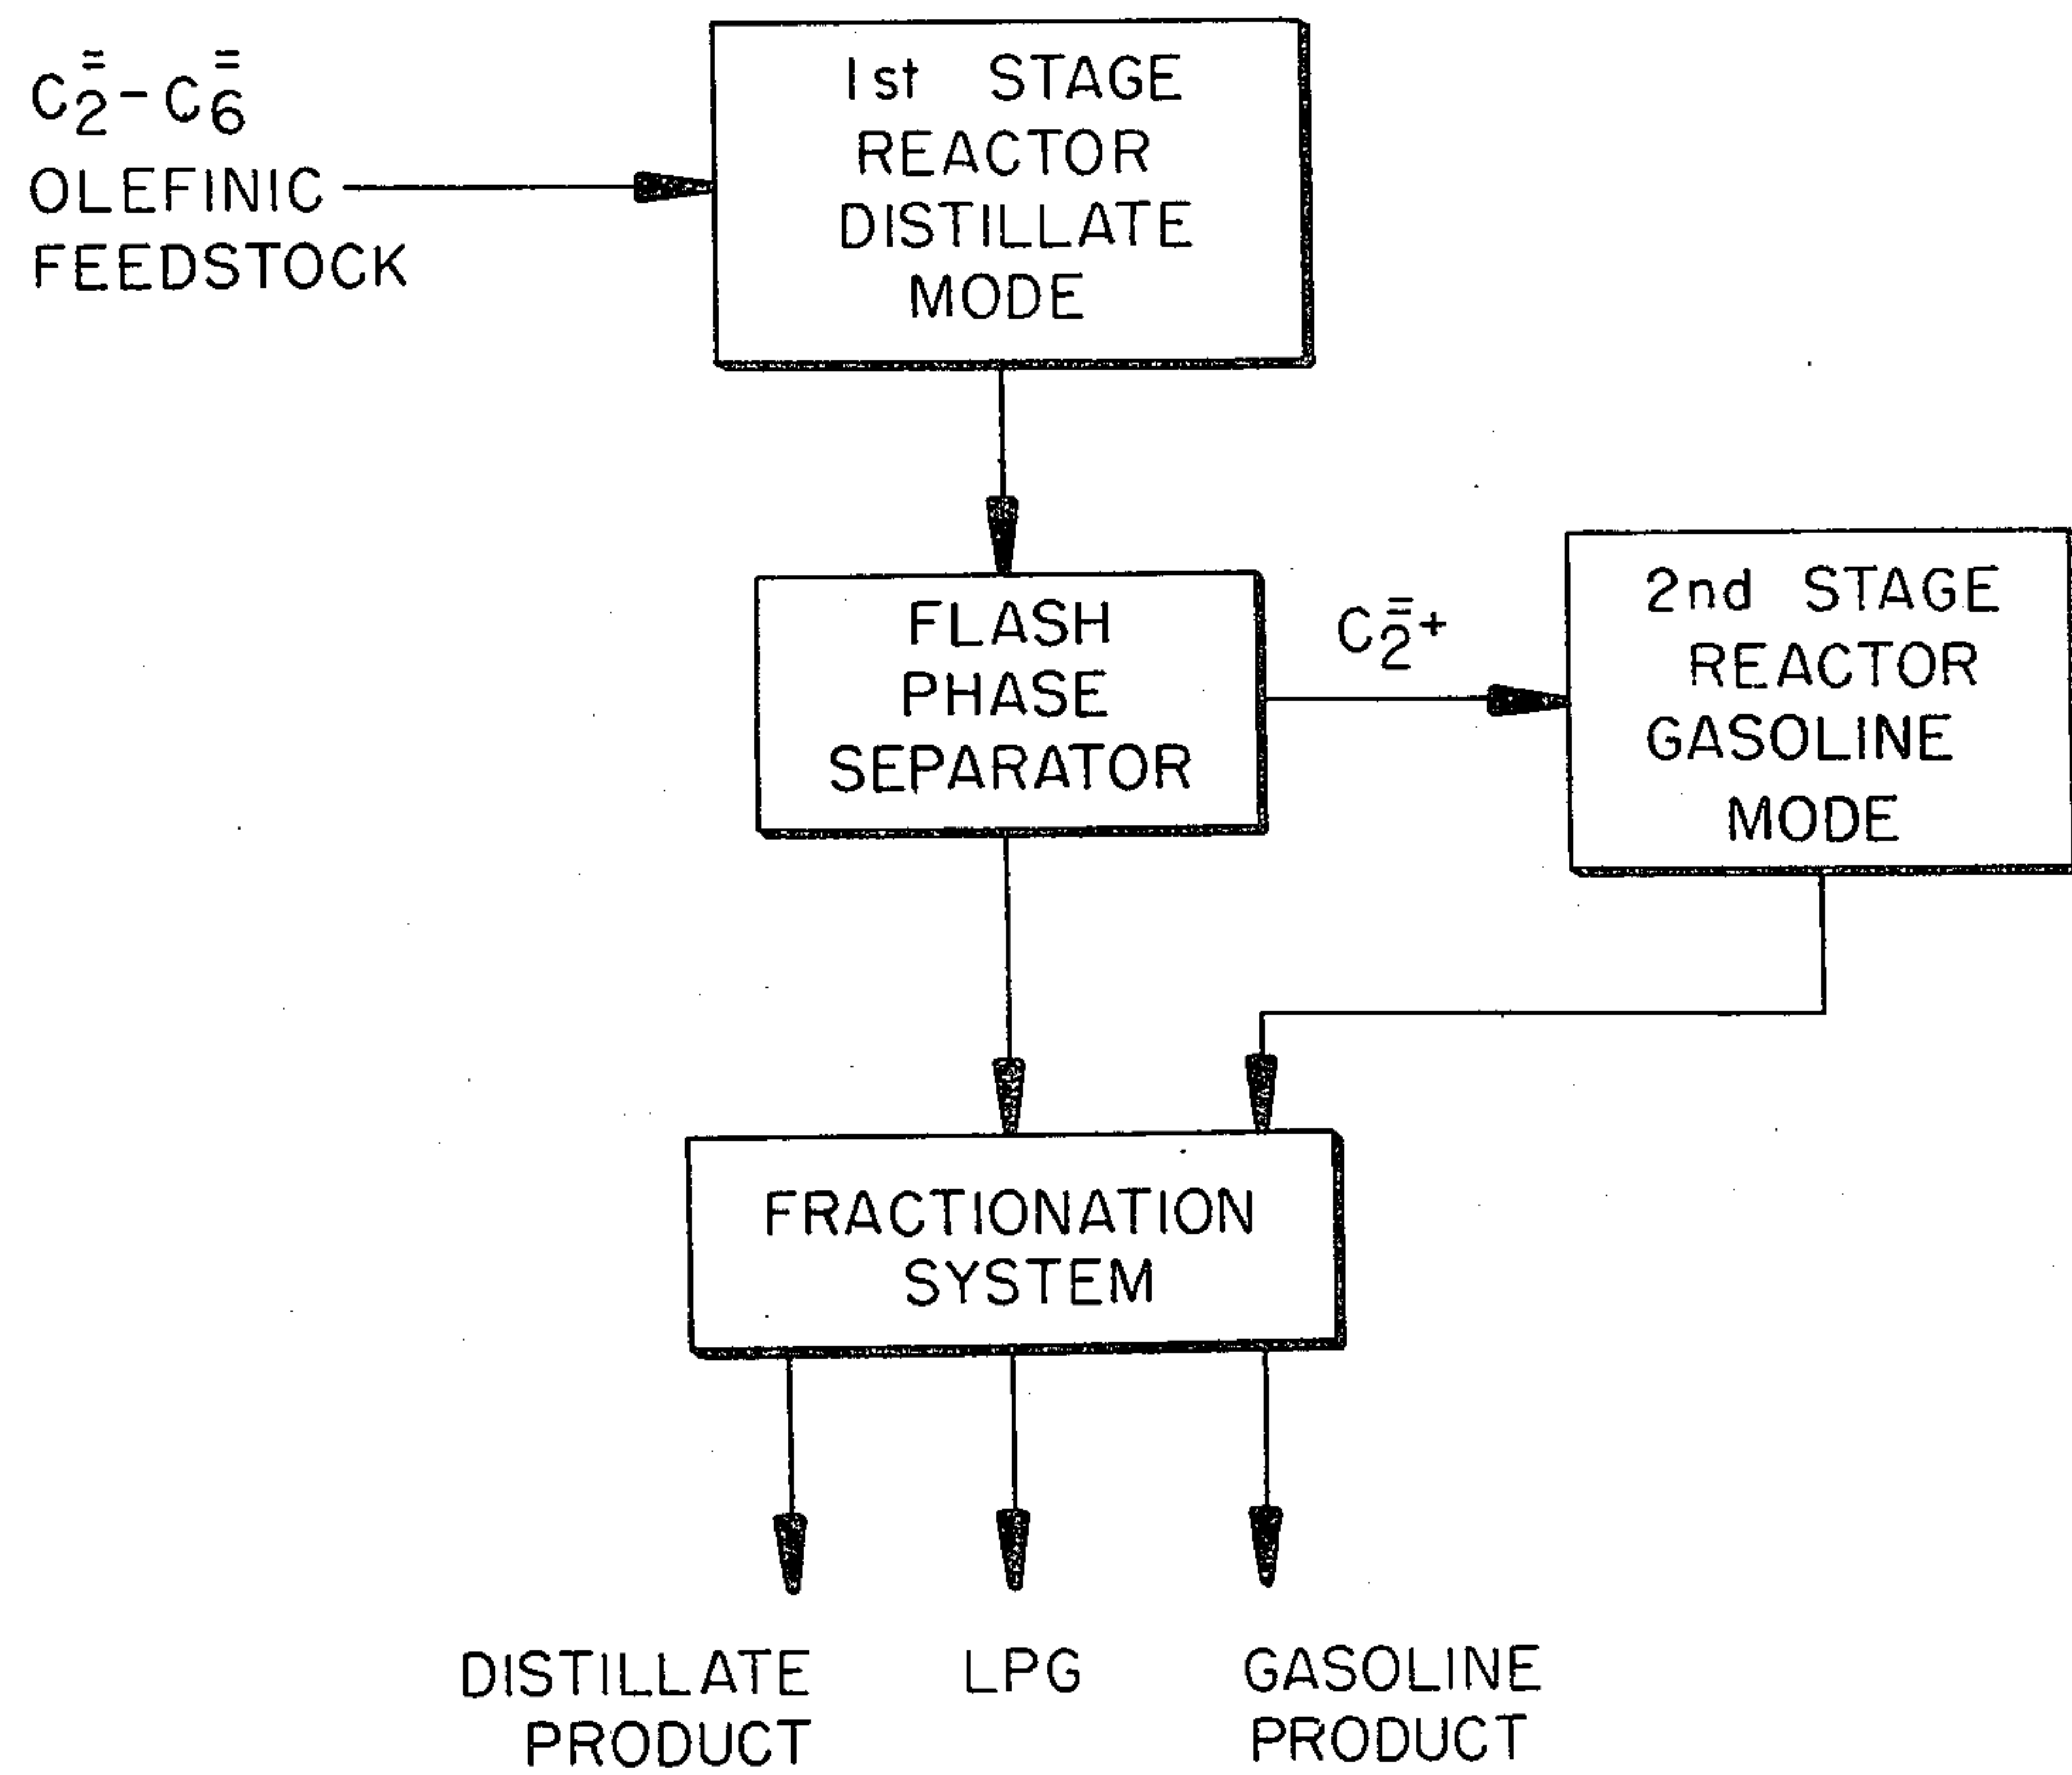 C₂⁼-C₆⁼
OLEFINIC
FEEDSTOCK
1st STAGE
REACTOR
DISTILLATE
MODE
FLASH
PHASE
SEPARATOR
C₂⁼+
2nd STAGE
REACTOR
GASOLINE
MODE
FRACTIONATION
SYSTEM
DISTILLATE
PRODUCT
LPG
GASOLINE
PRODUCT